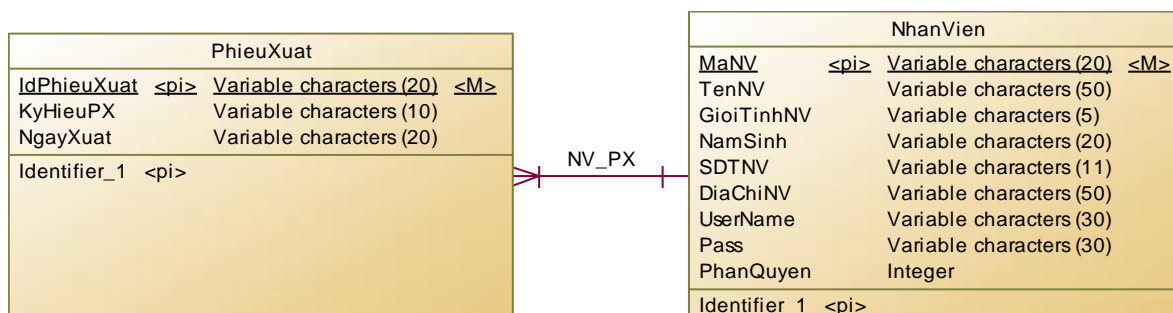 PhieuXuat
IdPhieuXuat <pi> Variable characters (20) <M>
KyHieuPX Variable characters (10)
NgayXuat Variable characters (20)
Identifier_1 <pi>
NV_PX
NhanVien
MaNV <pi> Variable characters (20) <M>
TenNV Variable characters (50)
GioiTinhNV Variable characters (5)
NamSinh Variable characters (20)
SDTNV Variable characters (11)
DiaChiNV Variable characters (50)
UserName Variable characters (30)
Pass Variable characters (30)
PhanQuyen Integer
Identifier_1 <pi>